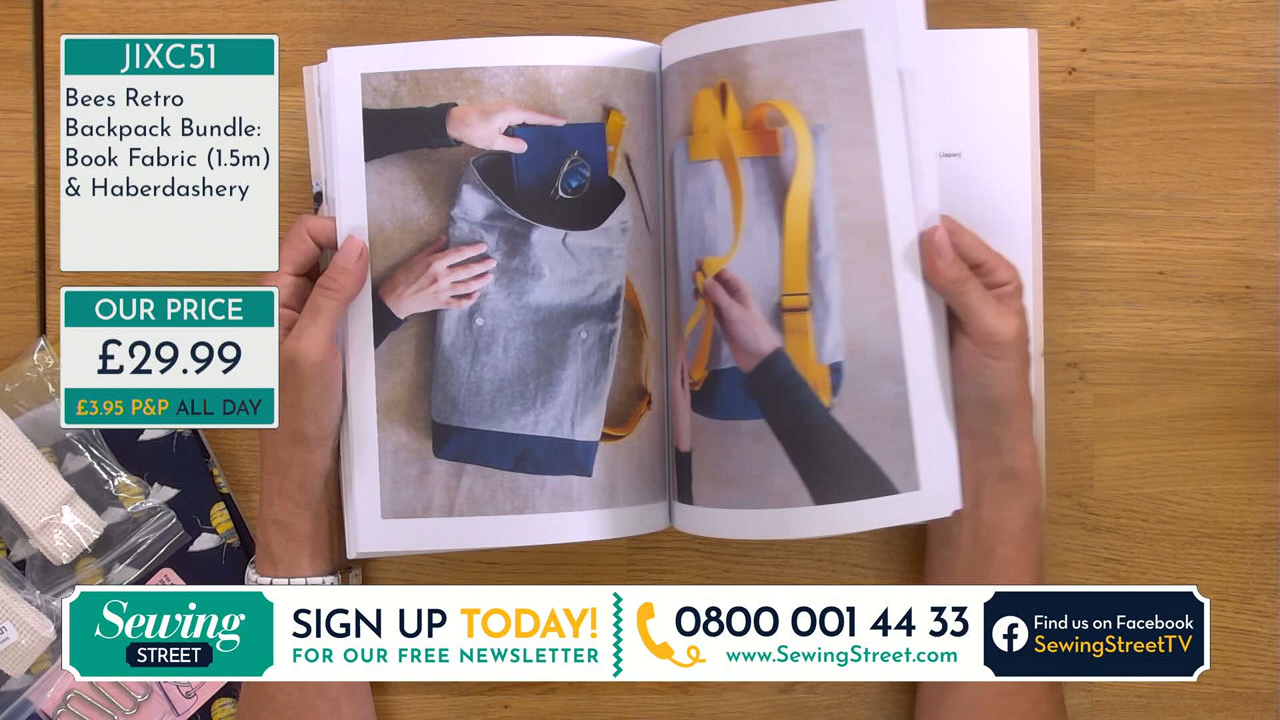 JIXC51
Bees Retro
Backpack Bundle:
Book Fabric (1.5m)
& Haberdashery
OUR PRICE
£29.99
£3.95 P&P ALL DAY
(Japan)
Sewing
STREET
SIGN UP TODAY!
FOR OUR FREE NEWSLETTER
0800 001 44 33
www.SewingStreet.com
Find us on Facebook
SewingStreetTV